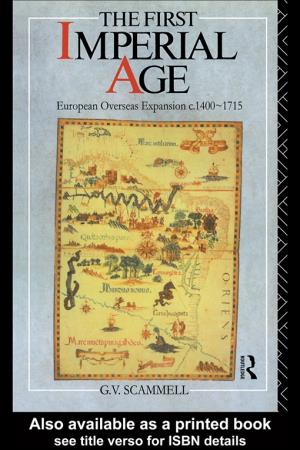 THE FIRST
IMPERIAL
AGE
European Overseas Expansion c.1400~1715
ORIENS
G.V. SCAMMELL
Also available as a printed book
see title verso for ISBN details